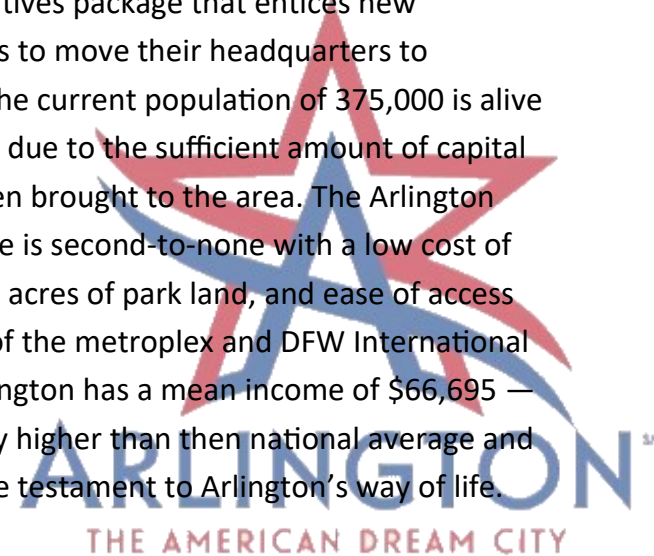 tives package that entices new
s to move their headquarters to
he current population of 375,000 is alive
due to the sufficient amount of capital
en brought to the area. The Arlington
e is second-to-none with a low cost of
acres of park land, and ease of access
of the metroplex and DFW International
ngton has a mean income of $66,695 —
y higher than then national average and
e testament to Arlington's way of life.
ARLINGTON
THE AMERICAN DREAM CITY